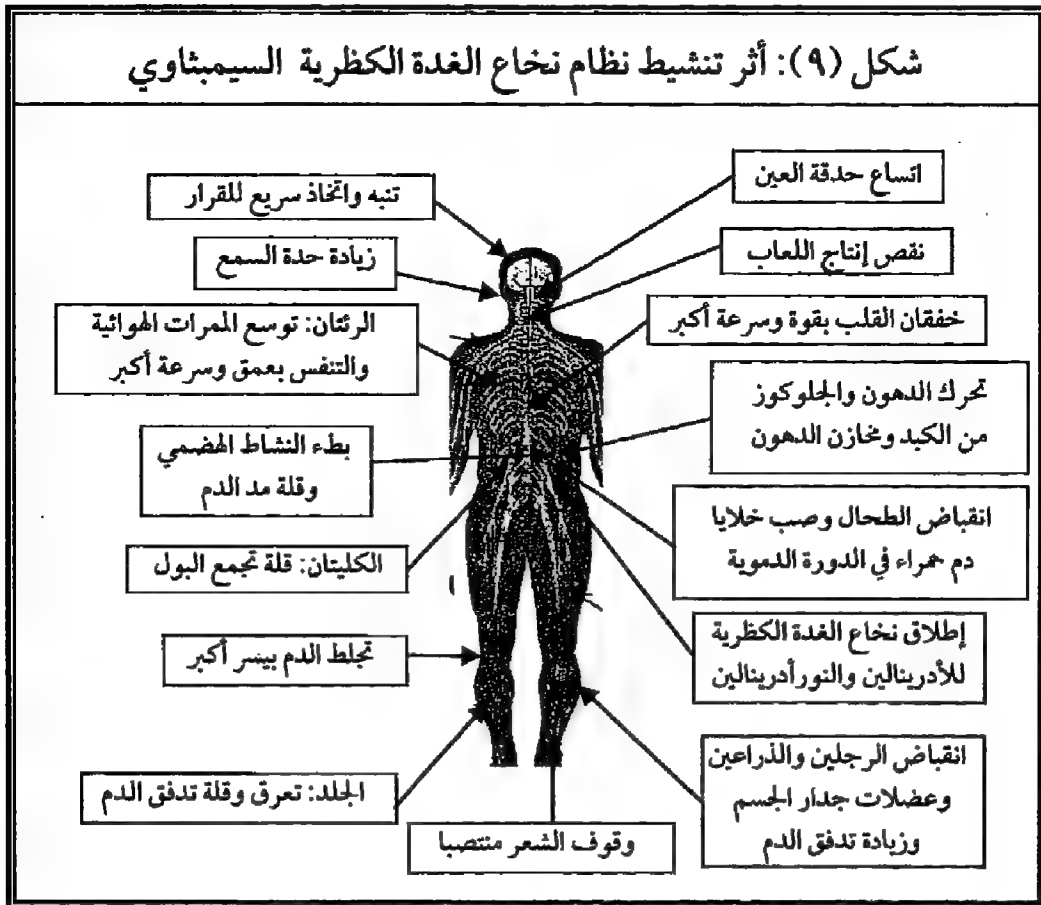 شكل (٩): أثر تنشيط نظام نخاع الغدة الكظرية السيمبثاوي
اتساع حدقة العين
تنبه واتخاذ سريع للقرار
نقص إنتاج اللعاب
زيادة حدة السمع
خفقان القلب بقوة وسرعة أكبر
الرئتان: توسع الممرات الهوائية
والتنفس بعمق وسرعة أكبر
تحرك الدهون والجلوكوز
من الكبد ومخازن الدهون
بطء النشاط الهضمي
وقلة مد الدم
انقباض الطحال وصب خلايا
دم حمراء في الدورة الدموية
الكليتان: قلة تجمع البول
إطلاق نخاع الغدة الكظرية
للأدرينالين والنورأدرينالين
تجلط الدم بيسر أكبر
انقباض الرجلين والذراعين
وعضلات جدار الجسم
وزيادة تدفق الدم
الجلد: تعرق وقلة تدفق الدم
وقوف الشعر منتصبا